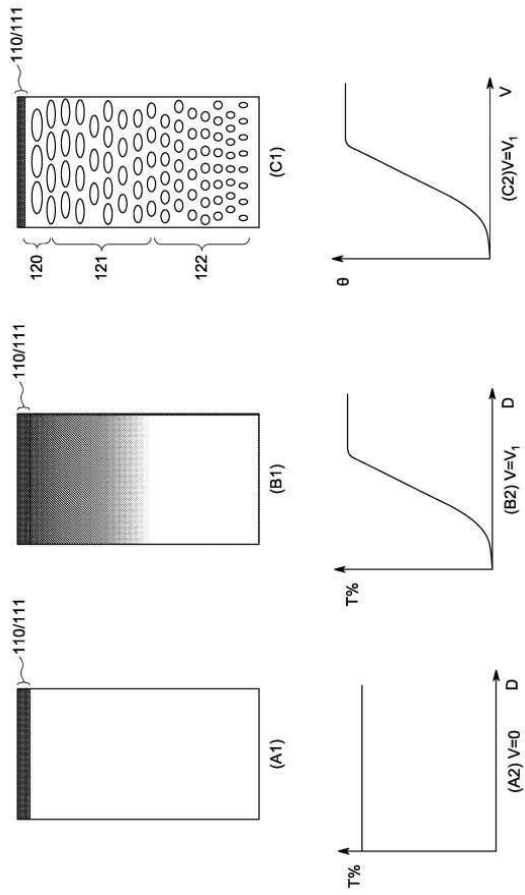 110/111
110/111
110/111
120
121
122
(A1)
(B1)
(C1)
T%
D
(A2) V=0
T%
D
(B2) V=V₁
θ
V
(C2)V=V₁